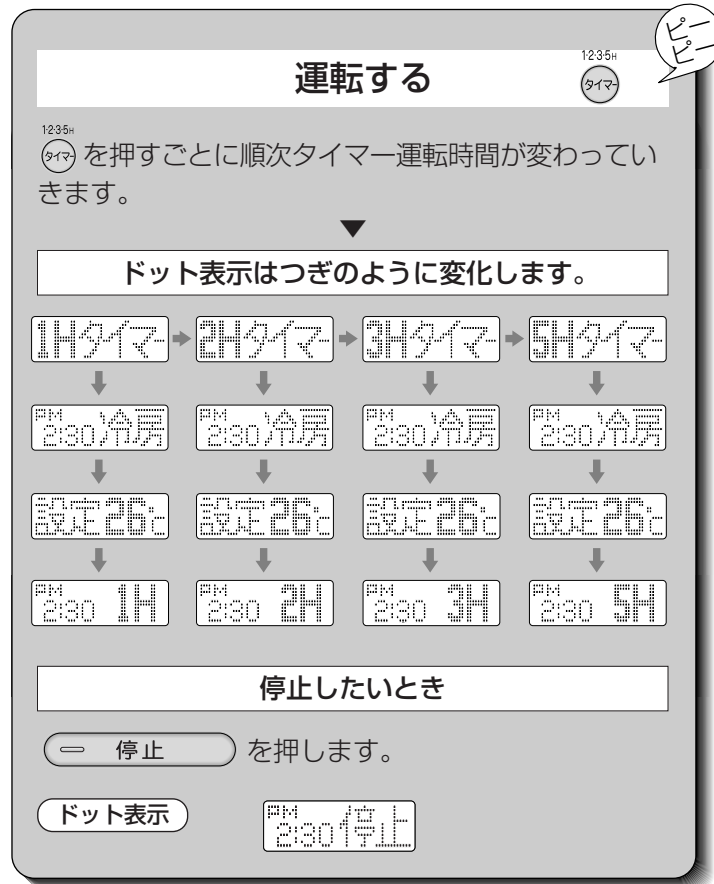 ピー
ピー
運転する
1・2・3・5H
タイマー
1・2・3・5H
タイマー を押すごとに順次タイマー運転時間が変わってい
きます。
▼
ドット表示はつぎのように変化します。
1Hタイマー 2Hタイマー 3Hタイマー 5Hタイマー
PM 2:30 冷房 PM 2:30 冷房 PM 2:30 冷房 PM 2:30 冷房
設定26℃ 設定26℃ 設定26℃ 設定26℃
PM 2:30 1H PM 2:30 2H PM 2:30 3H PM 2:30 5H
停止したいとき
停止 を押します。
ドット表示 PM 2:30 停止